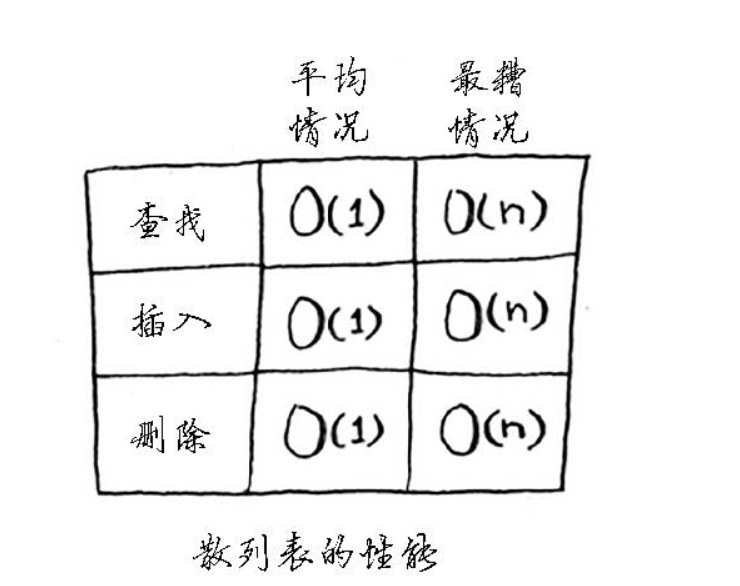 平均 最糟
情况 情况
查找 O(1) O(n)
插入 O(1) O(n)
删除 O(1) O(n)
散列表的性能